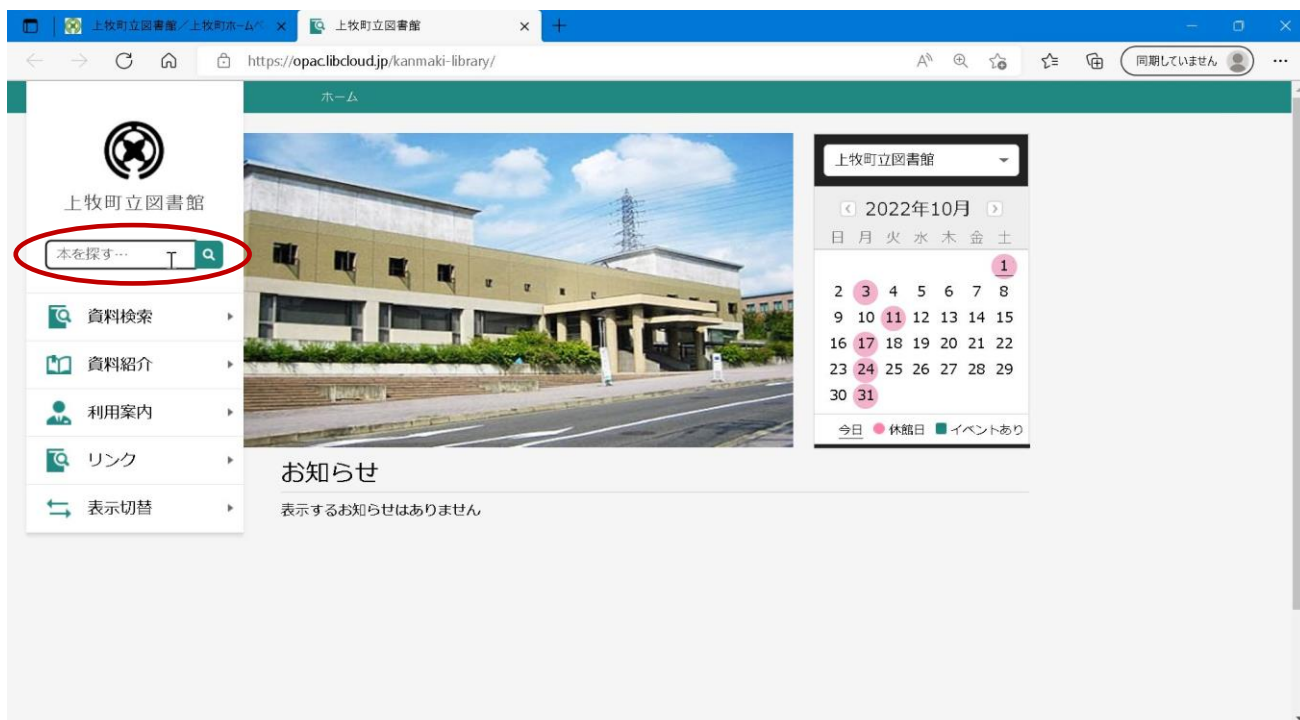 上牧町立図書館/上牧町ホームペ
上牧町立図書館
https://opac.libcloud.jp/kanmaki-library/
同期していません
ホーム
上牧町立図書館
本を探す…
資料検索
資料紹介
利用案内
リンク
表示切替
上牧町立図書館
2022年10月
日 月 火 水 木 金 土
1
2 3 4 5 6 7 8
9 10 11 12 13 14 15
16 17 18 19 20 21 22
23 24 25 26 27 28 29
30 31
今日 休館日 イベントあり
お知らせ
表示するお知らせはありません